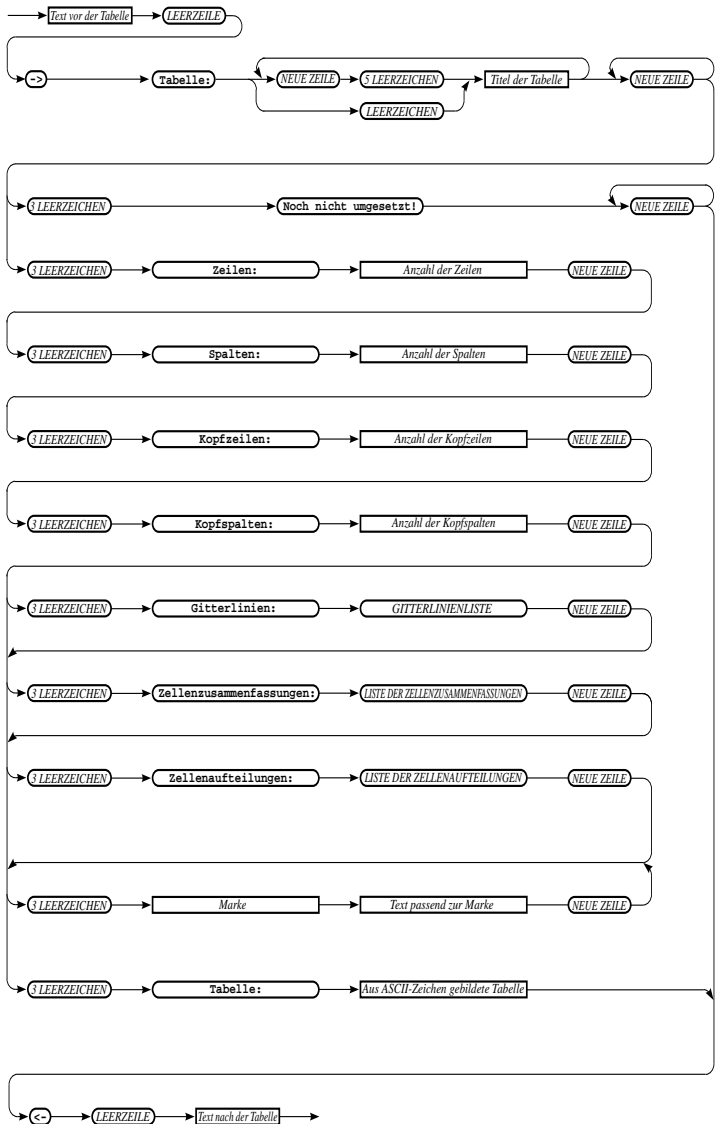 Text vor der Tabelle LEERZEILE
-> Tabelle: NEUE ZEILE 5 LEERZEICHEN Titel der Tabelle NEUE ZEILE
LEERZEICHEN
3 LEERZEICHEN Noch nicht umgesetzt! NEUE ZEILE
3 LEERZEICHEN Zeilen: Anzahl der Zeilen NEUE ZEILE
3 LEERZEICHEN Spalten: Anzahl der Spalten NEUE ZEILE
3 LEERZEICHEN Kopfzeilen: Anzahl der Kopfzeilen NEUE ZEILE
3 LEERZEICHEN Kopfspalten: Anzahl der Kopfspalten NEUE ZEILE
3 LEERZEICHEN Gitterlinien: GITTERLINIENLISTE NEUE ZEILE
3 LEERZEICHEN Zellenzusammenfassungen: LISTE DER ZELLENZUSAMMENFASSUNGEN NEUE ZEILE
3 LEERZEICHEN Zellenaufteilungen: LISTE DER ZELLENAUFTEILUNGEN NEUE ZEILE
3 LEERZEICHEN Marke Text passend zur Marke NEUE ZEILE
3 LEERZEICHEN Tabelle: Aus ASCII-Zeichen gebildete Tabelle
<- LEERZEILE Text nach der Tabelle